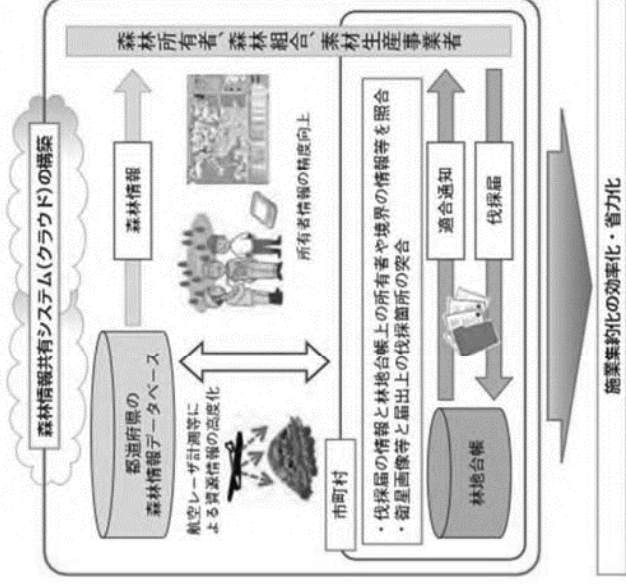 森林情報共有システム(クラウド)の構築
都道府県の
森林情報データベース
森林情報
森林所有者、森林組合、素材生産事業者
航空レーザ計測等に
よる資源情報の高度化
所有者情報の精度向上
市町村
・伐採届の情報と林地台帳上の所有者や境界の情報等を照合
・衛星画像等と届出上の伐採箇所の突合
林地台帳
適合通知
伐採届
施業集約化の効率化・省力化